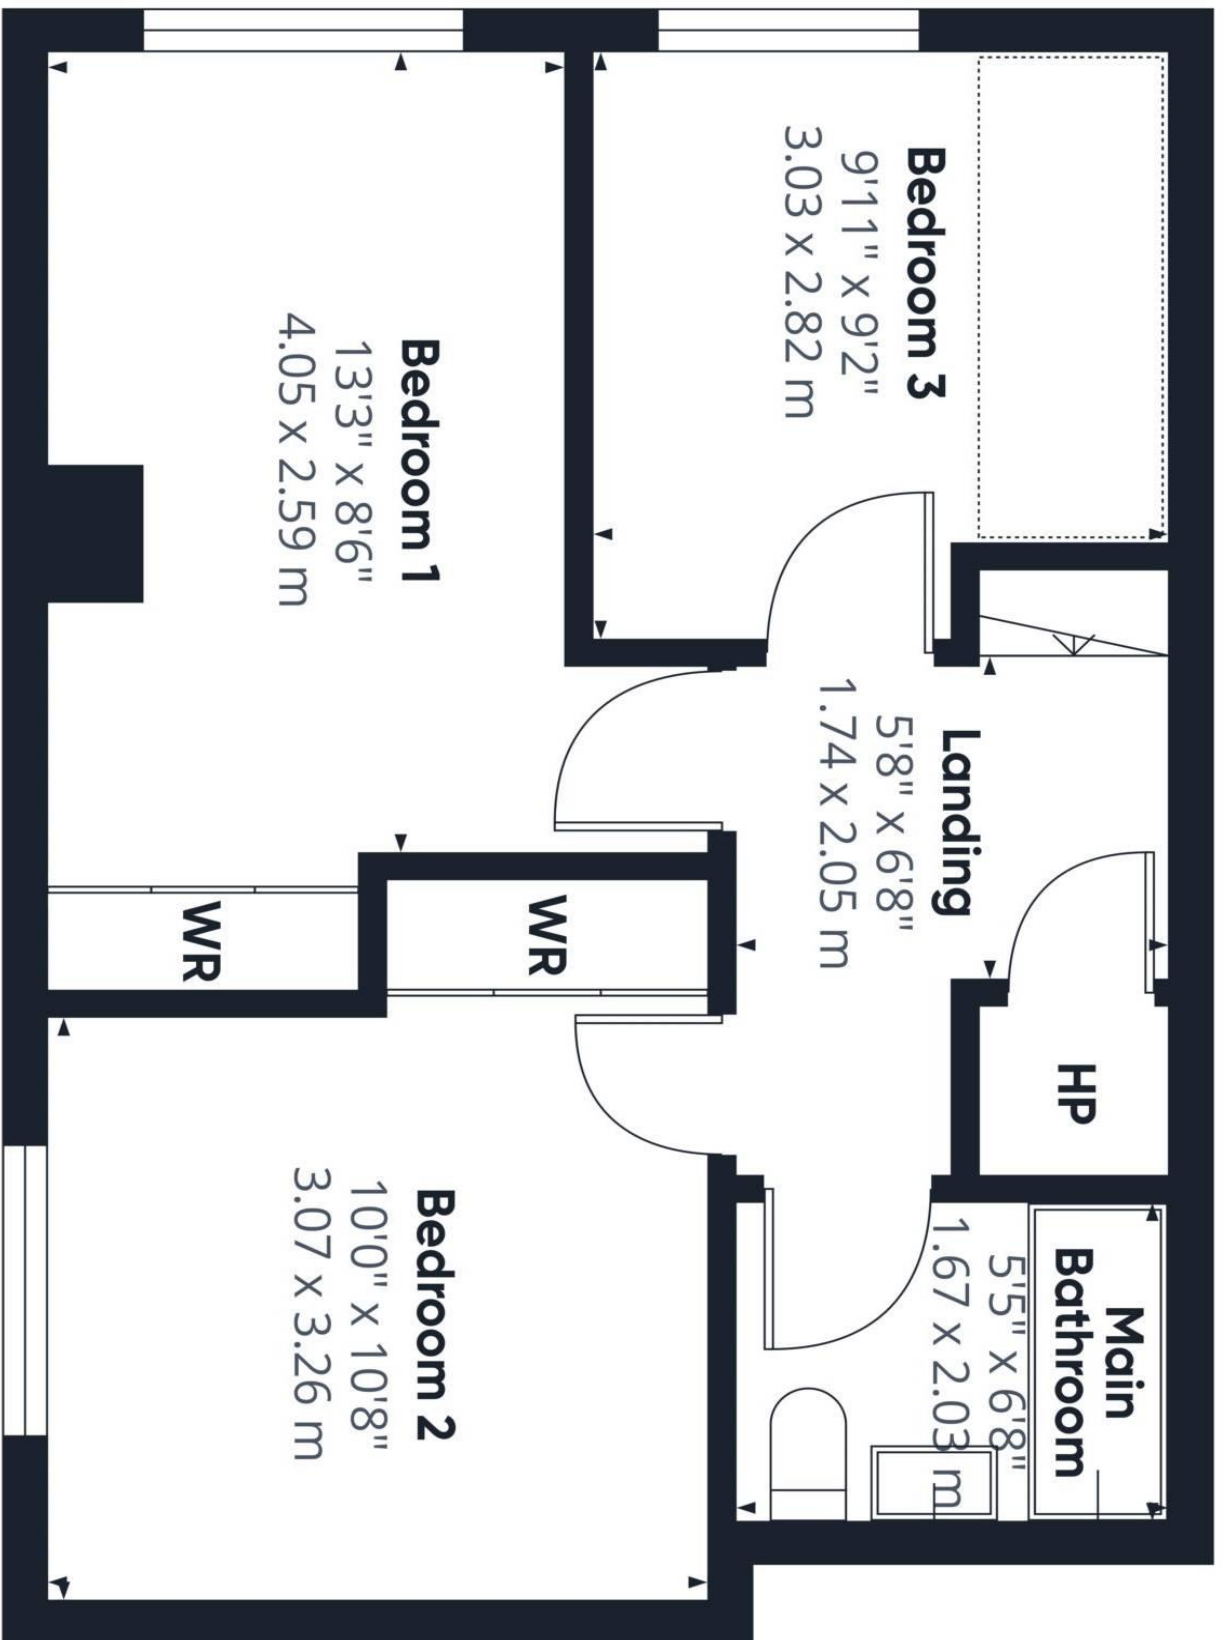 Bedroom 3
9'11" x 9'2"
3.03 x 2.82 m
Landing
5'8" x 6'8"
1.74 x 2.05 m
HP
Main
Bathroom
5'5" x 6'8"
1.67 x 2.03 m
Bedroom 1
13'3" x 8'6"
4.05 x 2.59 m
WR
WR
Bedroom 2
10'0" x 10'8"
3.07 x 3.26 m